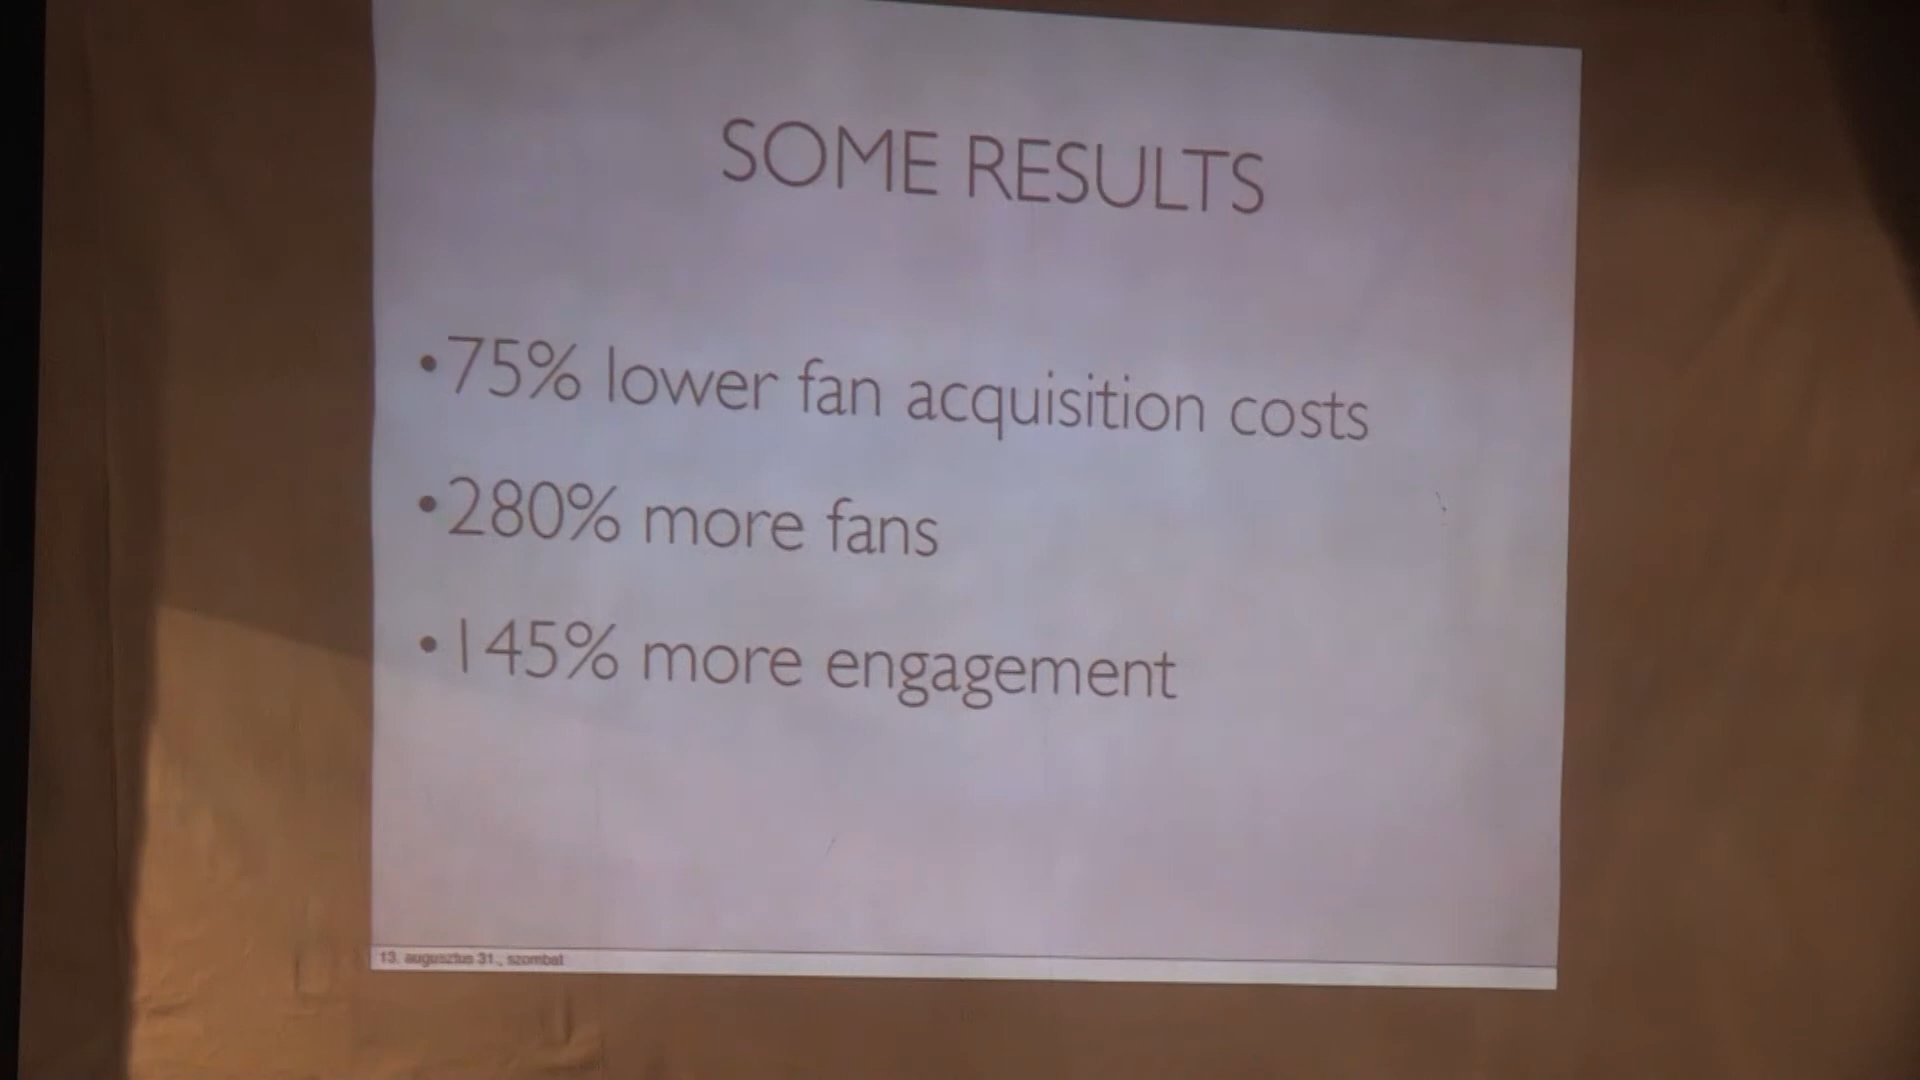 SOME RESULTS
•75% lower fan acquisition costs
•280% more fans
•145% more engagement
13. augusztus 31., szombat